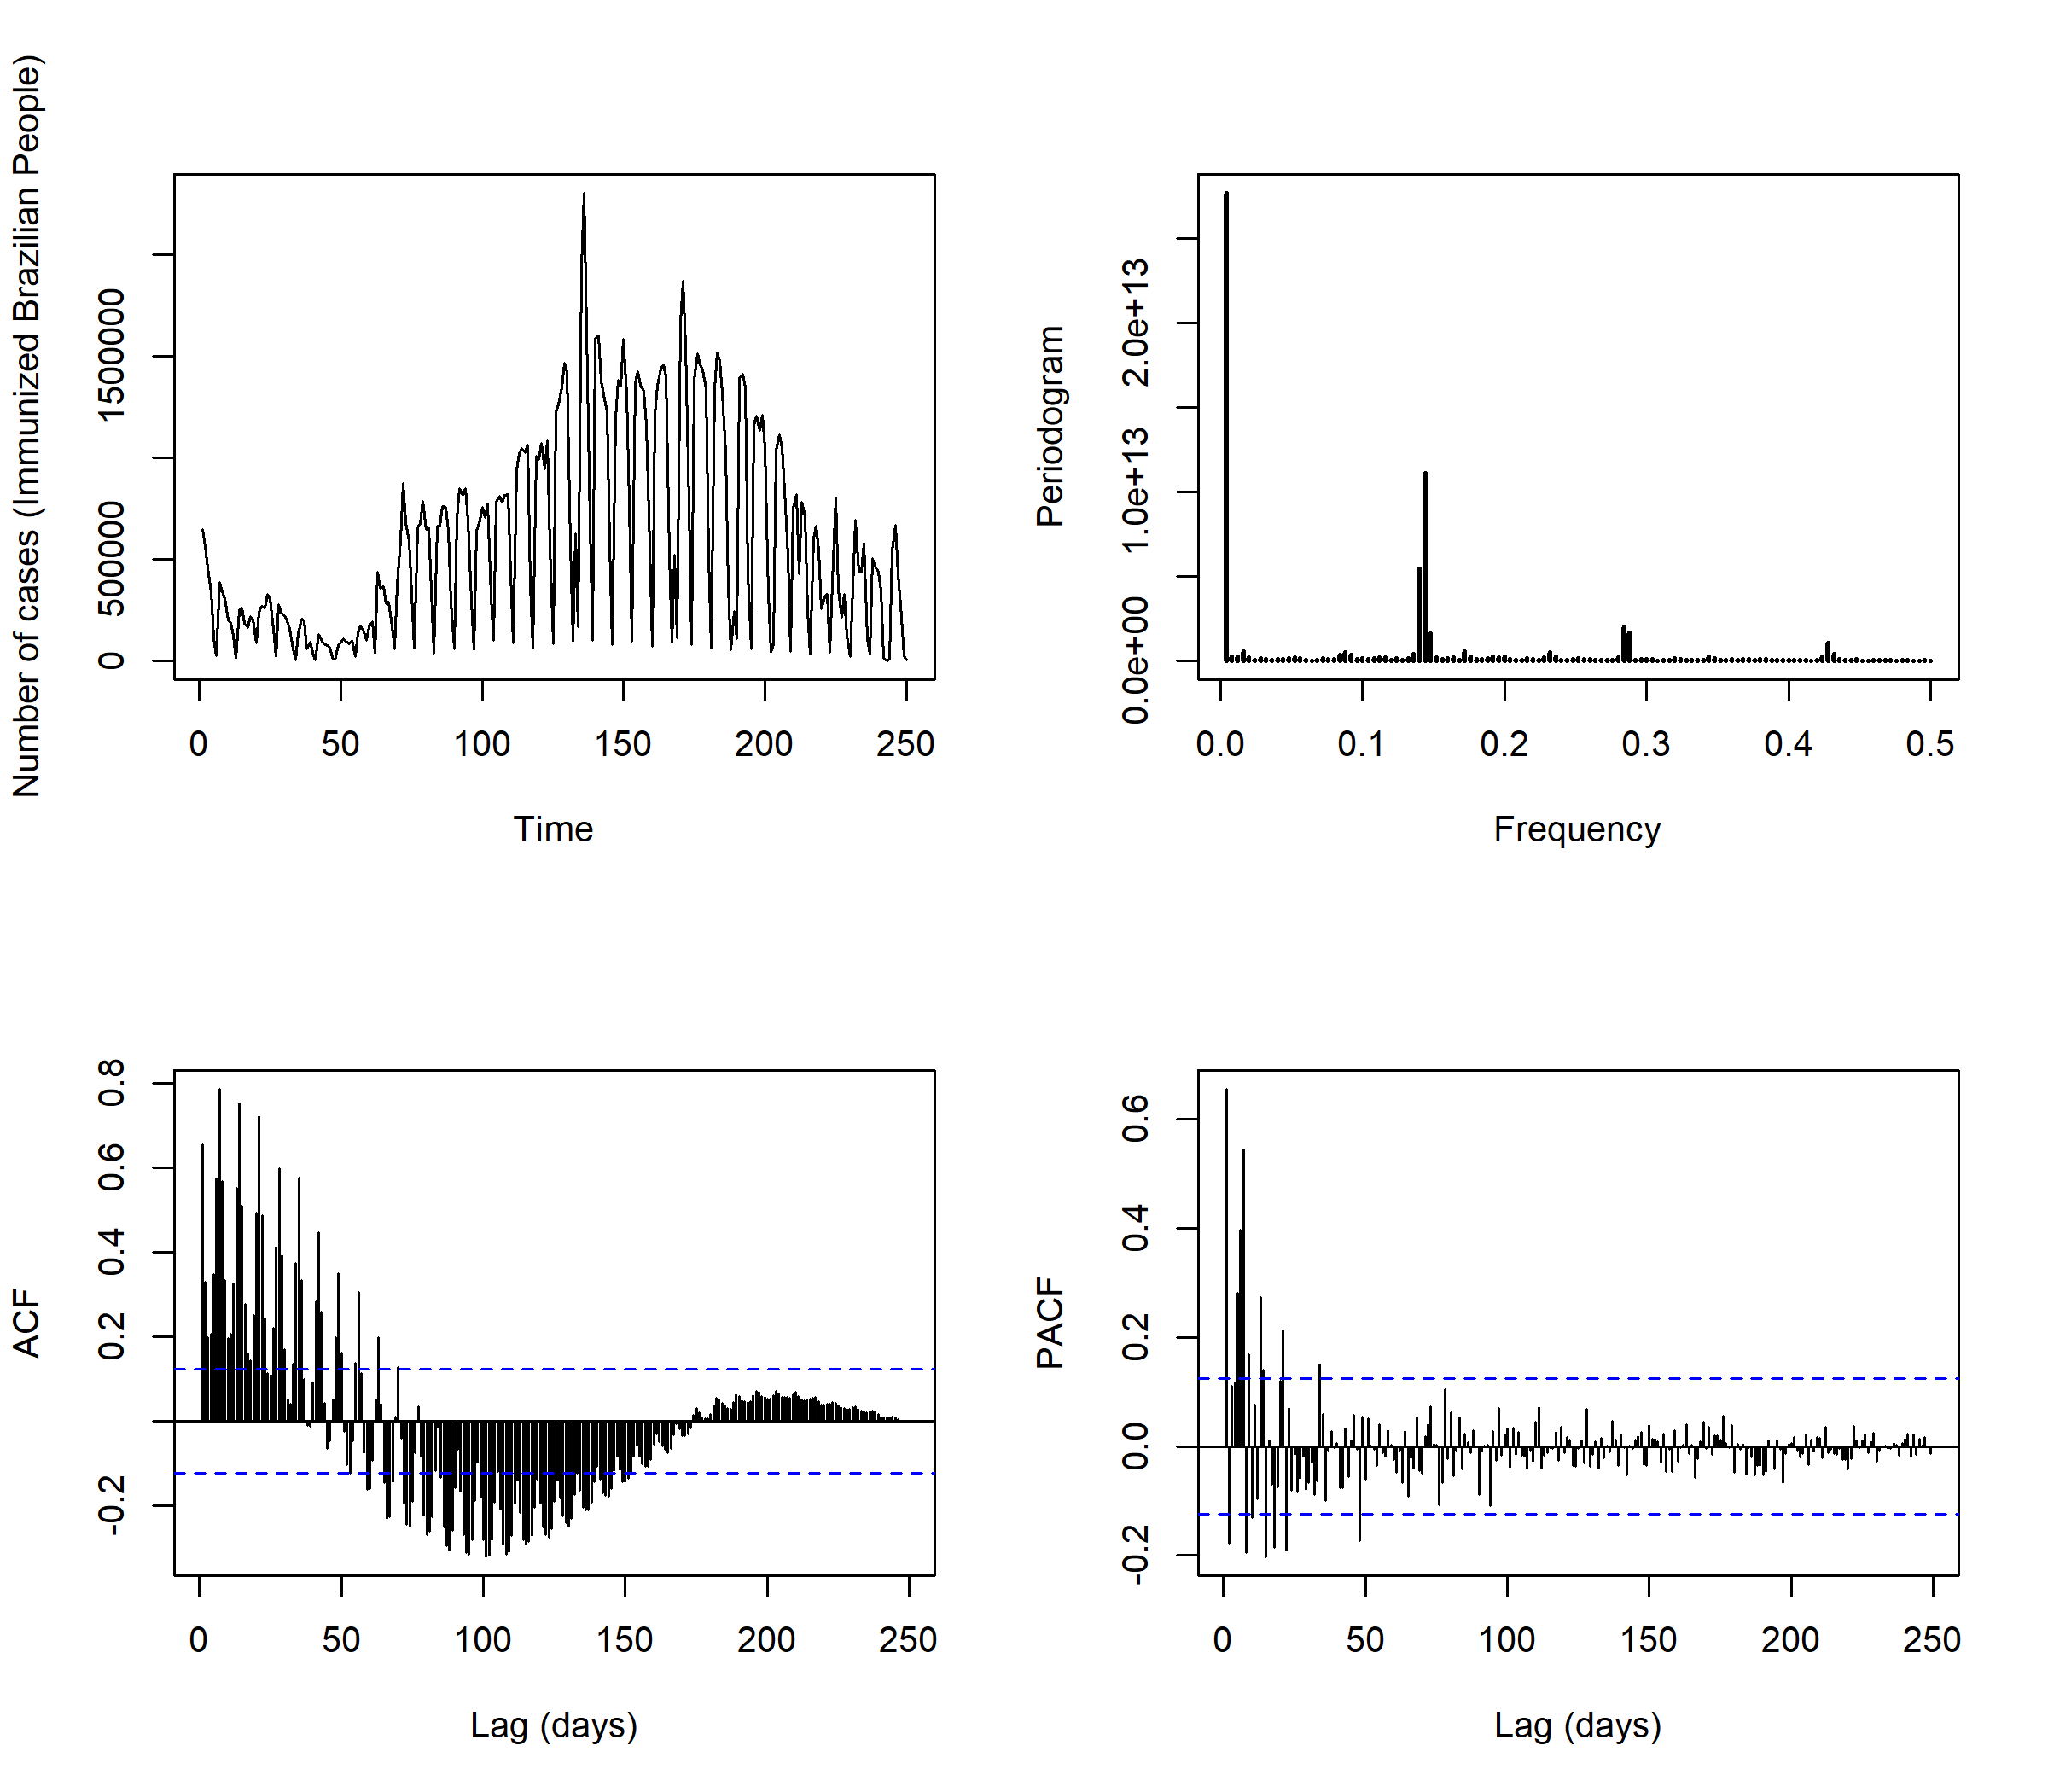 Number of cases (Immunized Brazilian People)
0 500000 1500000
0 50 100 150 200 250
Time
Periodogram
0.0e+00 1.0e+13 2.0e+13
0.0 0.1 0.2 0.3 0.4 0.5
Frequency
ACF
-0.2 0.2 0.4 0.6 0.8
0 50 100 150 200 250
Lag (days)
PACF
-0.2 0.0 0.2 0.4 0.6
0 50 100 150 200 250
Lag (days)